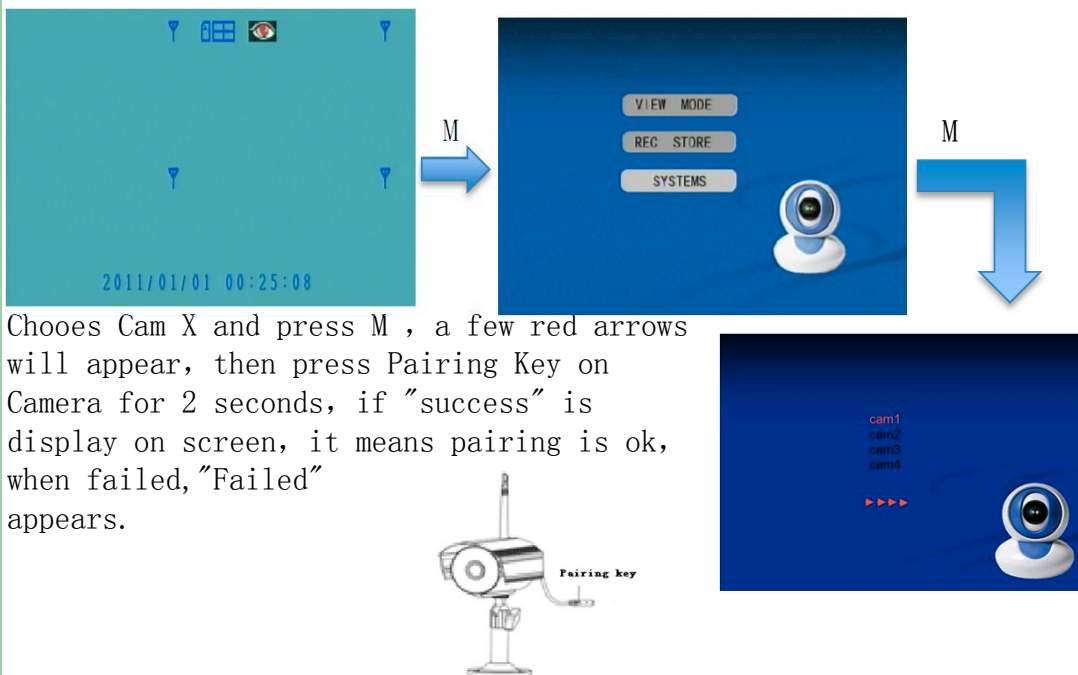 M
VIEW MODE
REC STORE
SYSTEMS
M
2011/01/01 00:25:08
Chooes Cam X and press M , a few red arrows
will appear, then press Pairing Key on
Camera for 2 seconds, if "success" is
display on screen, it means pairing is ok,
when failed,"Failed"
appears.
cam1
cam2
cam3
cam4
Pairing key